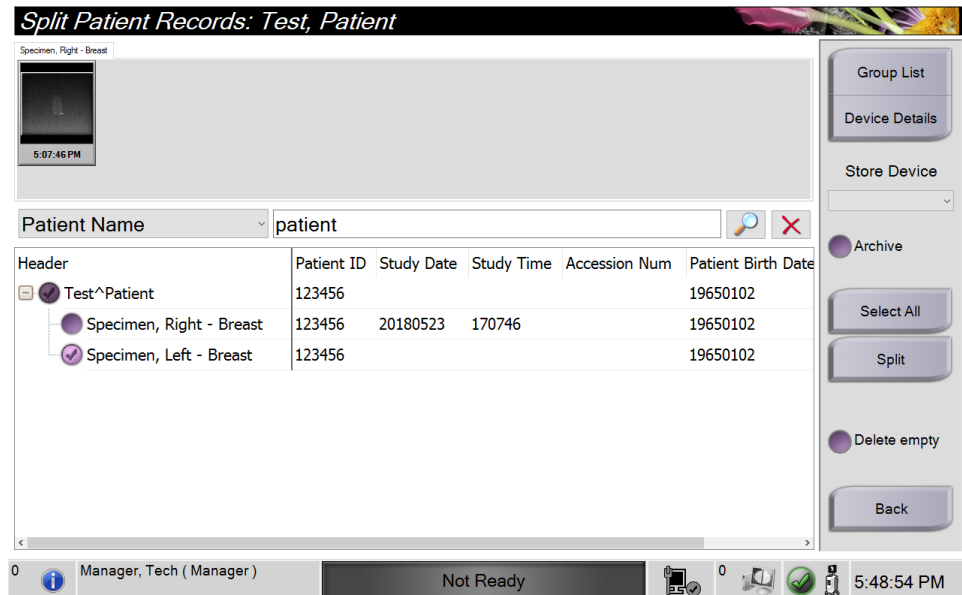 Split Patient Records: Test, Patient
Specimen, Right - Breast
5:07:46 PM
Group List
Device Details
Store Device
Archive
Select All
Split
Delete empty
Back
Patient Name patient
Header Patient ID Study Date Study Time Accession Num Patient Birth Date
Test^Patient 123456 19650102
Specimen, Right - Breast 123456 20180523 170746 19650102
Specimen, Left - Breast 123456 19650102
0 Manager, Tech ( Manager ) Not Ready 0 5:48:54 PM